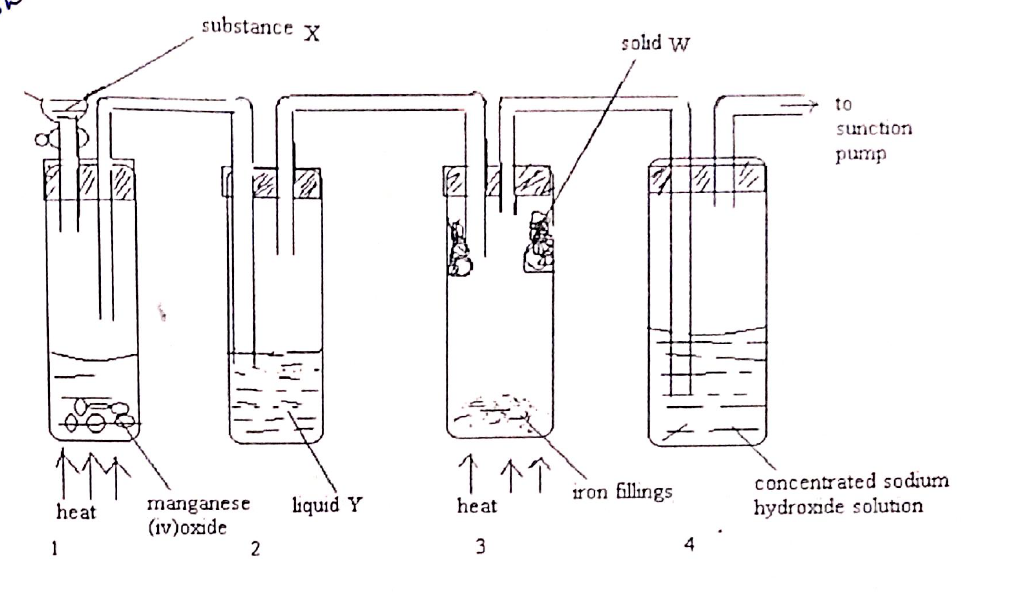 substance X
solid W
to
sunction
pump
heat
manganese
(iv)oxide
liquid Y
heat
iron fillings
concentrated sodium
hydroxide solution
1
2
3
4